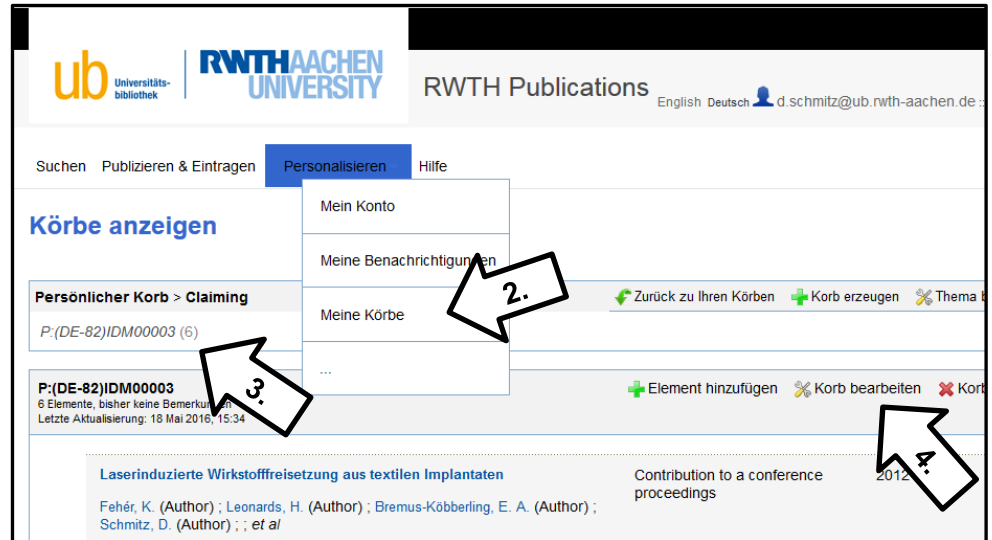 ub Universitäts-
bibliothek
RWTHAACHEN
UNIVERSITY
RWTH Publications
English Deutsch d.schmitz@ub.rwth-aachen.de ::
Suchen Publizieren & Eintragen Personalisieren Hilfe
Mein Konto
Körbe anzeigen
Meine Benachrichtigungen
2.
Persönlicher Korb > Claiming
Zurück zu Ihren Körben Korb erzeugen Thema b
Meine Körbe
P:(DE-82)IDM00003 (6)
...
3.
P:(DE-82)IDM00003
Element hinzufügen Korb bearbeiten Korb
6 Elemente, bisher keine Bemerkungen
Letzte Aktualisierung: 18 Mai 2016, 15:34
4.
Laserinduzierte Wirkstofffreisetzung aus textilen Implantaten
Contribution to a conference
proceedings
2012
Fehér, K. (Author) ; Leonards, H. (Author) ; Bremus-Köbberling, E. A. (Author) ;
Schmitz, D. (Author) ; ; et al